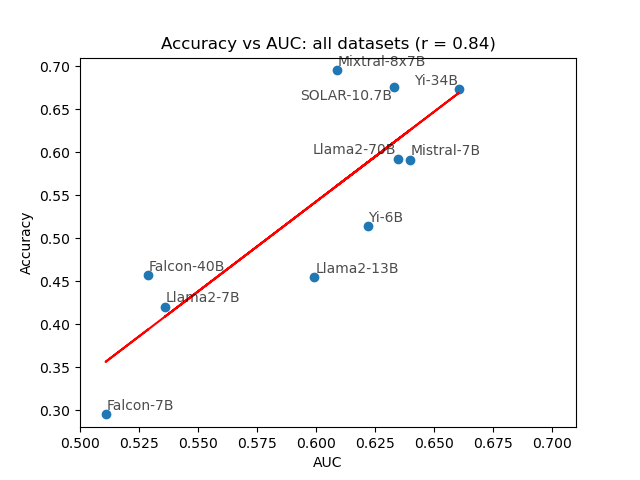 Accuracy vs AUC: all datasets (r = 0.84)
Mixtral-8x7B
Yi-34B
SOLAR-10.7B
Llama2-70B
Mistral-7B
Yi-6B
Falcon-40B
Llama2-13B
Llama2-7B
Falcon-7B
Accuracy
0.70
0.65
0.60
0.55
0.50
0.45
0.40
0.35
0.30
0.500 0.525 0.550 0.575 0.600 0.625 0.650 0.675 0.700
AUC